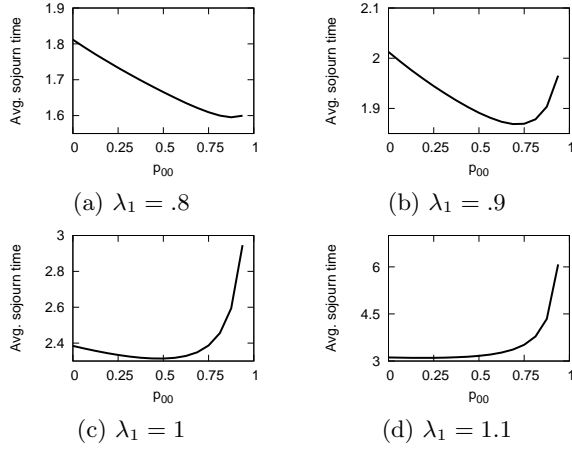 1.9
1.8
1.7
1.6
Avg. sojourn time
0 0.25 0.5 0.75 1
p00
(a) λ1 = .8
2
1.9
Avg. sojourn time
0 0.25 0.5 0.75 1
p00
(b) λ1 = .9
3
2.8
2.6
2.4
Avg. sojourn time
0 0.25 0.5 0.75 1
p00
(c) λ1 = 1
6
4.5
3
Avg. sojourn time
0 0.25 0.5 0.75 1
p00
(d) λ1 = 1.1